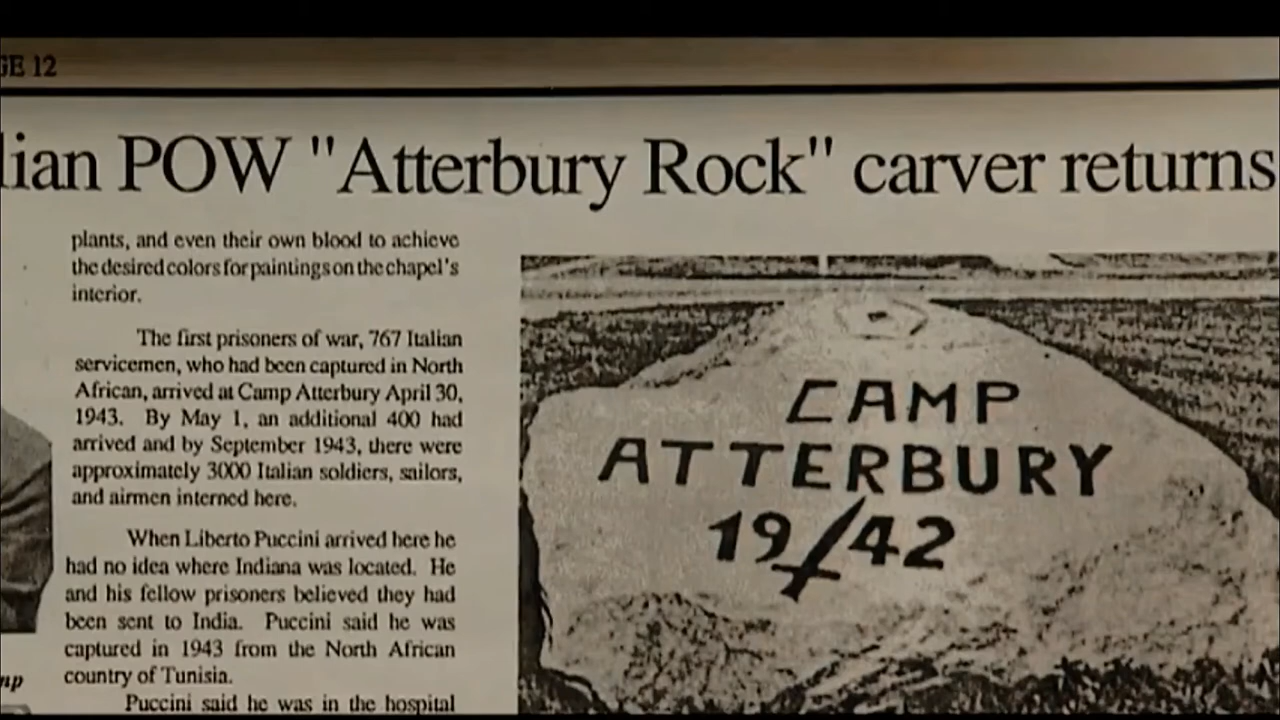 GE 12
lian POW "Atterbury Rock" carver returns
plants, and even their own blood to achieve
the desired colors for paintings on the chapel's
interior.
The first prisoners of war, 767 Italian
servicemen, who had been captured in North
African, arrived at Camp Atterbury April 30,
1943. By May 1, an additional 400 had
arrived and by September 1943, there were
approximately 3000 Italian soldiers, sailors,
and airmen interned here.
When Liberto Puccini arrived here he
had no idea where Indiana was located. He
and his fellow prisoners believed they had
been sent to India. Puccini said he was
captured in 1943 from the North African
country of Tunisia.
Puccini said he was in the hospital
mp
CAMP
ATTERBURY
19 42